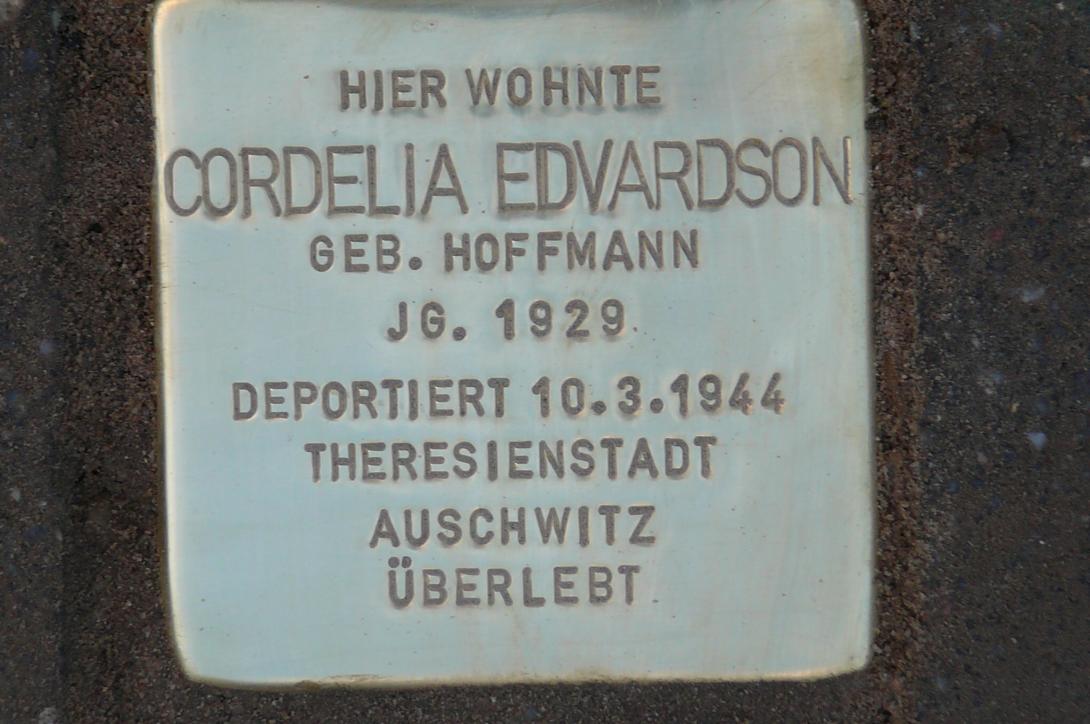 HIER WOHNTE
CORDELIA EDVARDSON
GEB. HOFFMANN
JG. 1929
DEPORTIERT 10.3.1944
THERESIENSTADT
AUSCHWITZ
ÜBERLEBT